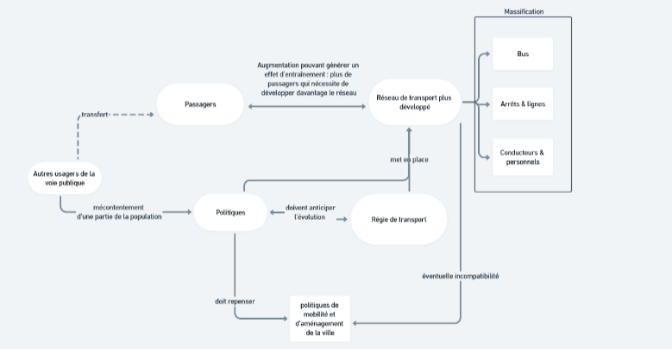 Massification
Bus
Augmentation pouvant générer un
effet d'entraînement : plus de
passagers qui nécessite de
développer davantage le réseau
Passagers
Réseau de transport plus
développé
Arrêts & lignes
transfert
Conducteurs &
personnels
met en place
Autres usagers de la
voie publique
mécontentement
d'une partie de la population
Politiques
doivent anticiper
l'évolution
Régie de transport
éventuelle incompatibilité
doit repenser
politiques de
mobilité et
d'aménagement
de la ville